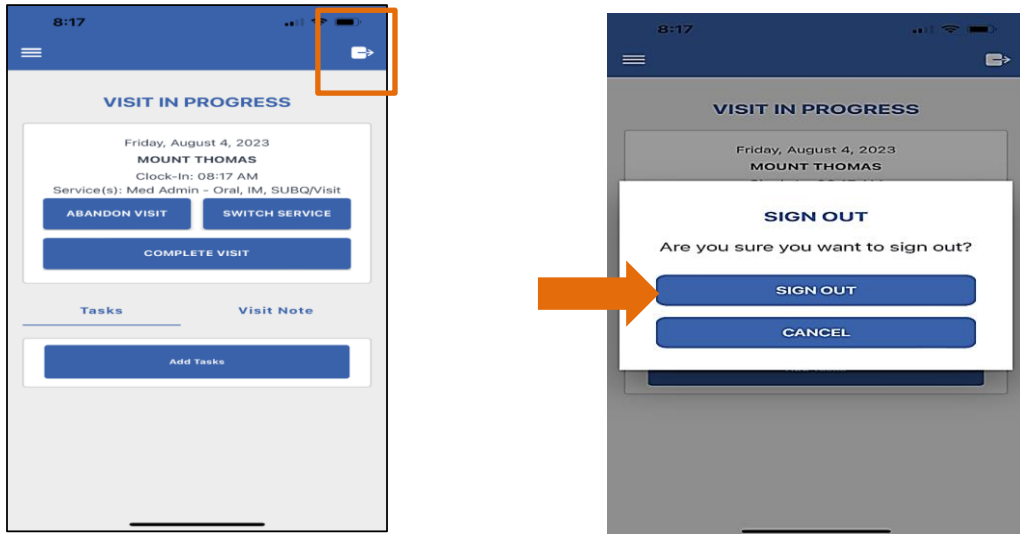 8:17
VISIT IN PROGRESS
Friday, August 4, 2023
MOUNT THOMAS
Clock-In: 08:17 AM
Service(s): Med Admin - Oral, IM, SUBQ/Visit
ABANDON VISIT
SWITCH SERVICE
COMPLETE VISIT
Tasks
Visit Note
Add Tasks
8:17
VISIT IN PROGRESS
Friday, August 4, 2023
MOUNT THOMAS
SIGN OUT
Are you sure you want to sign out?
SIGN OUT
CANCEL